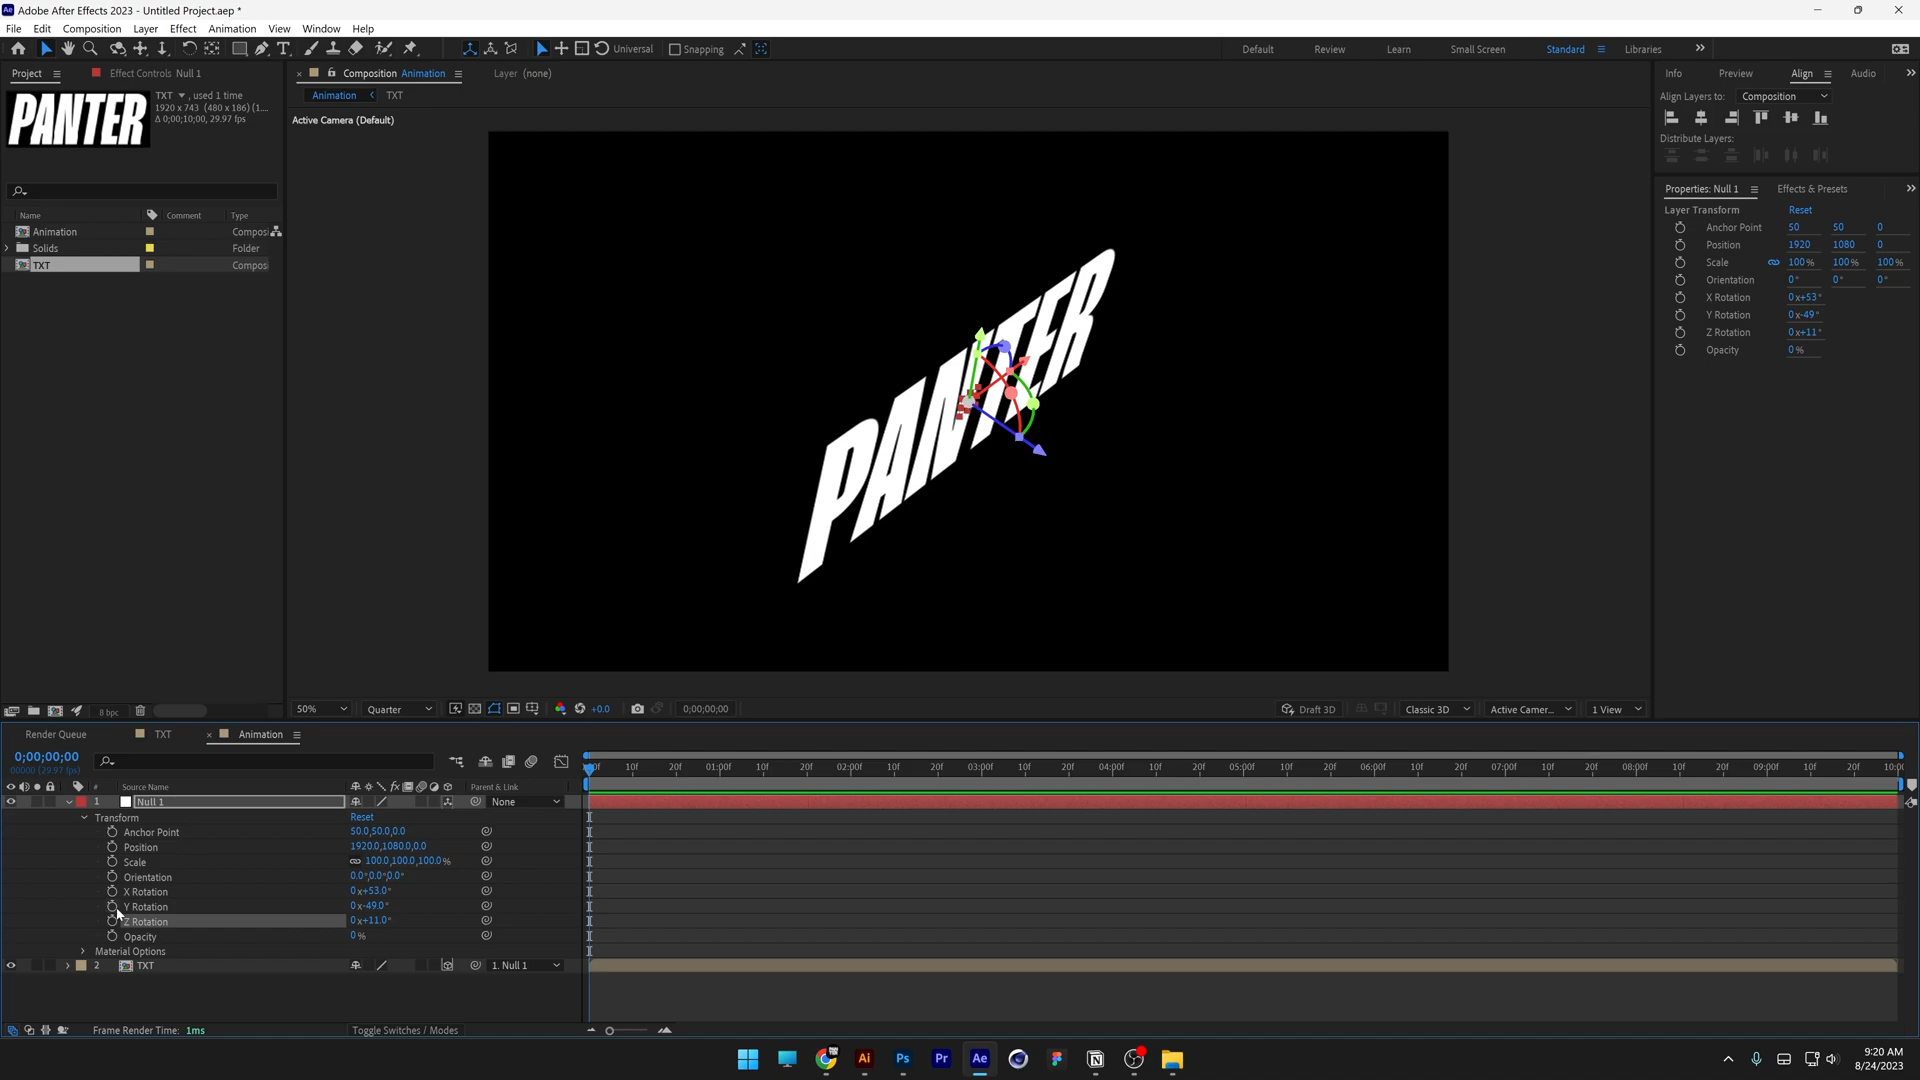 Adobe After Effects 2023 - Untitled Project.aep *
File Edit Composition Layer Effect Animation View Window Help
Universal Snapping Default Review Learn Small Screen Standard Libraries
Project Effect Controls Null 1
Composition Animation Layer (none)
Info Preview Align Audio
PANTER
TXT , used 1 time
1920 x 743 (480 x 186) (1....
Δ 0;00;10;00, 29.97 fps
Animation TXT
Active Camera (Default)
Align Layers to: Composition
Distribute Layers:
Properties: Null 1 Effects & Presets
Layer Transform Reset
Anchor Point 50 50 0
Position 1920 1080 0
Scale 100% 100% 100%
Orientation 0° 0° 0°
X Rotation 0x+53°
Y Rotation 0x-49°
Z Rotation 0x+11°
Opacity 0%
Name Comment Type
Animation Composi
Solids Folder
TXT Compos
PANTER
8 bpc
50% Quarter +0.0 0;00;00;00 Draft 3D Classic 3D Active Camer... 1 View
Render Queue TXT Animation
0;00;00;00
00000 (29.97 fps)
10f 20f 01:00f 10f 20f 02:00f 10f 20f 03:00f 10f 20f 04:00f 10f 20f 05:00f 10f 20f 06:00f 10f 20f 07:00f 10f 20f 08:00f 10f 20f 09:00f 10f 20f 10:00
# Source Name Parent & Link
1 Null 1 None
Transform Reset
Anchor Point 50.0,50.0,0.0
Position 1920.0,1080.0,0.0
Scale 100.0,100.0,100.0%
Orientation 0.0°,0.0°,0.0°
X Rotation 0x+53.0°
Y Rotation 0x-49.0°
Z Rotation 0x+11.0°
Opacity 0%
Material Options
2 TXT 1. Null 1
Frame Render Time: 1ms Toggle Switches / Modes
Ai Ps Pr Ae
9:20 AM
8/24/2023